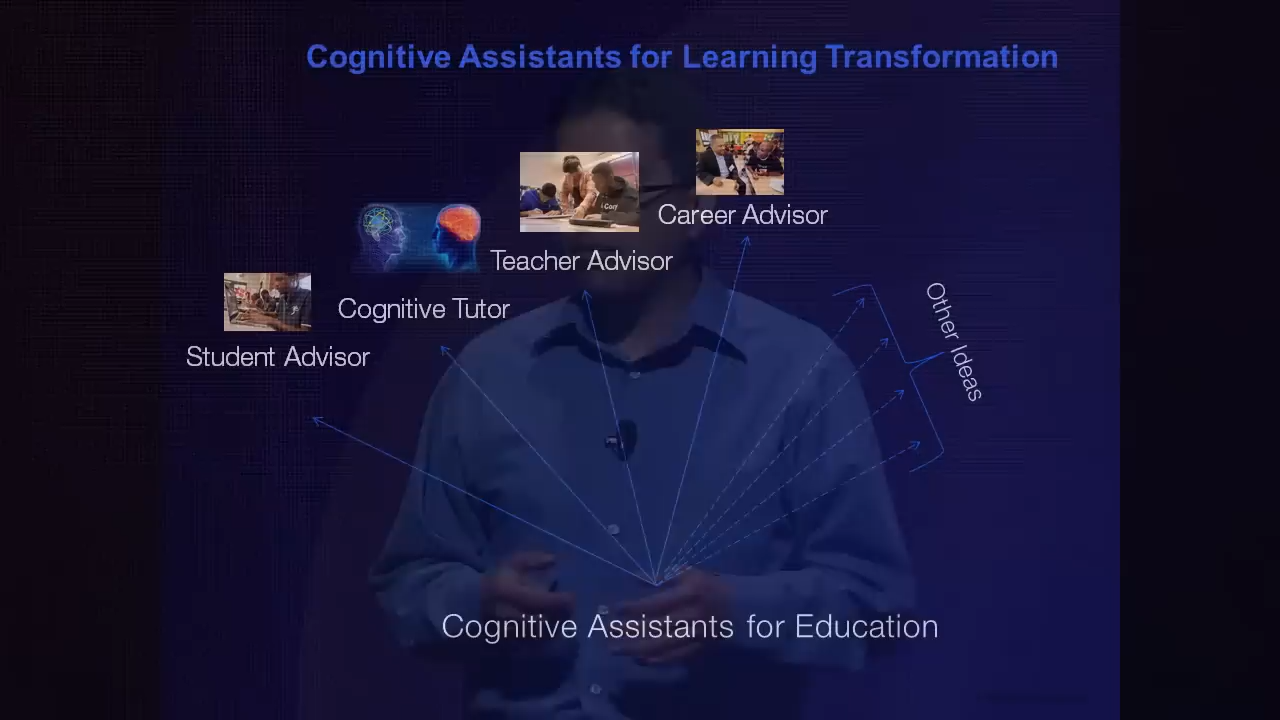 Cognitive Assistants for Learning Transformation
Career Advisor
Teacher Advisor
Cognitive Tutor
Student Advisor
Other Ideas
Cognitive Assistants for Education